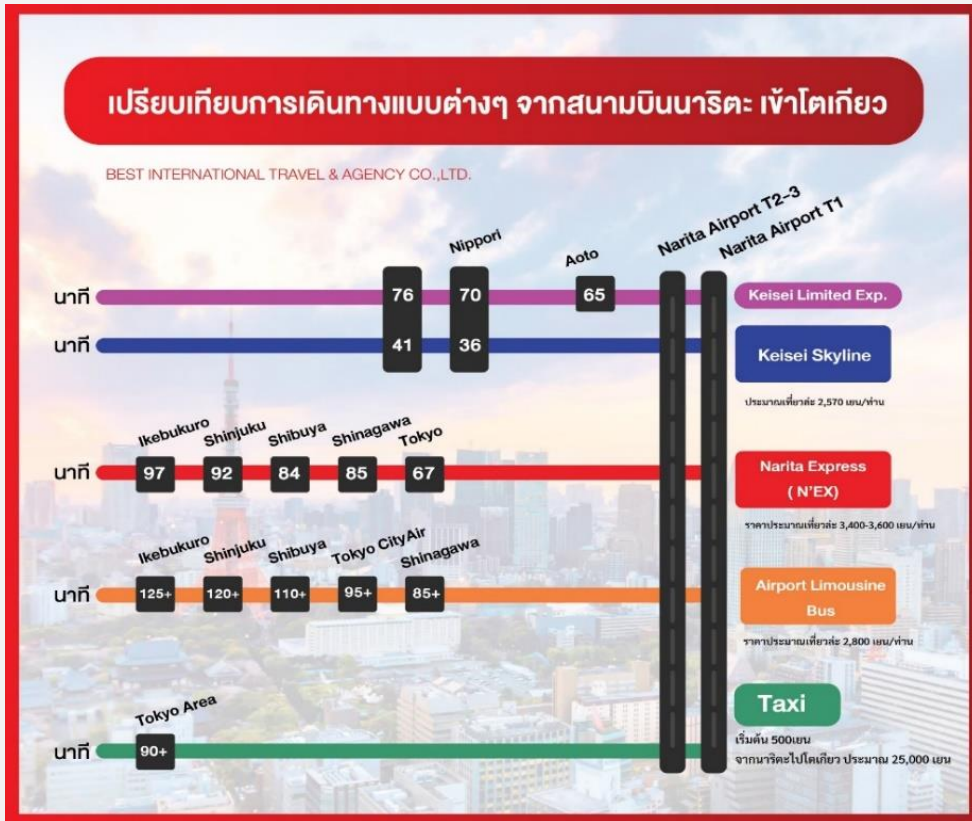 เปรียบเทียบการเดินทางแบบต่างๆ จากสนามบินนาริตะ เข้าโตเกียว
BEST INTERNATIONAL TRAVEL & AGENCY CO.,LTD.
Nippori
Aoto
Narita Airport T2-3
Narita Airport T1
นาที
76
70
65
Keisei Limited Exp.
นาที
41
36
Keisei Skyline
ประมาณเที่ยวล่ะ 2,570 เยน/ท่าน
Ikebukuro
Shinjuku
Shibuya
Shinagawa
Tokyo
นาที
97
92
84
85
67
Narita Express
( N'EX)
ราคาประมาณเที่ยวล่ะ 3,400-3,600 เยน/ท่าน
Ikebukuro
Shinjuku
Shibuya
Tokyo CityAir
Shinagawa
นาที
125+
120+
110+
95+
85+
Airport Limousine
Bus
ราคาประมาณเที่ยวล่ะ 2,800 เยน/ท่าน
Tokyo Area
นาที
90+
Taxi
เริ่มต้น 500เยน
จากนาริตะไปโตเกียว ประมาณ 25,000 เยน